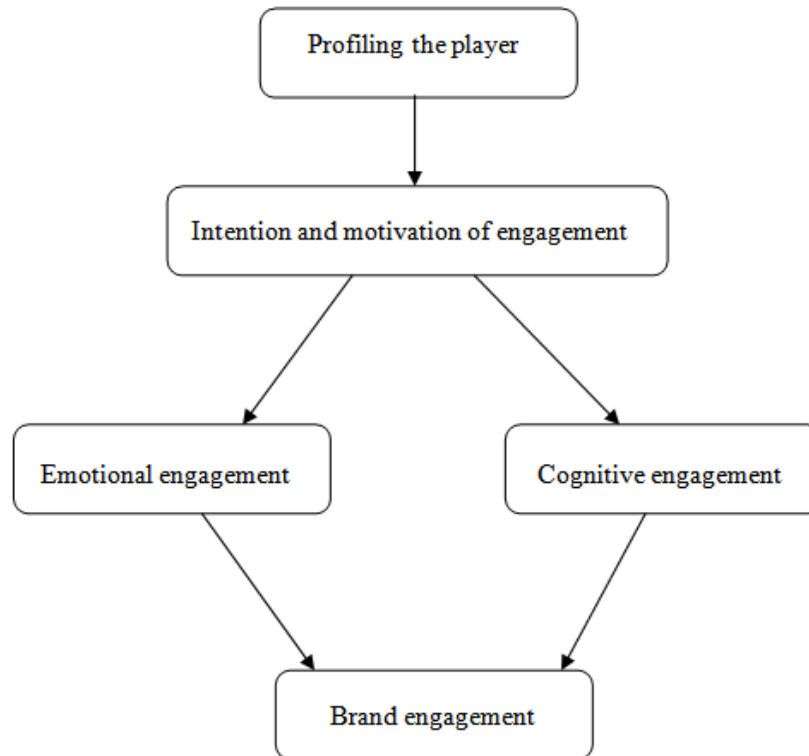 Profiling the player
Intention and motivation of engagement
Emotional engagement
Cognitive engagement
Brand engagement